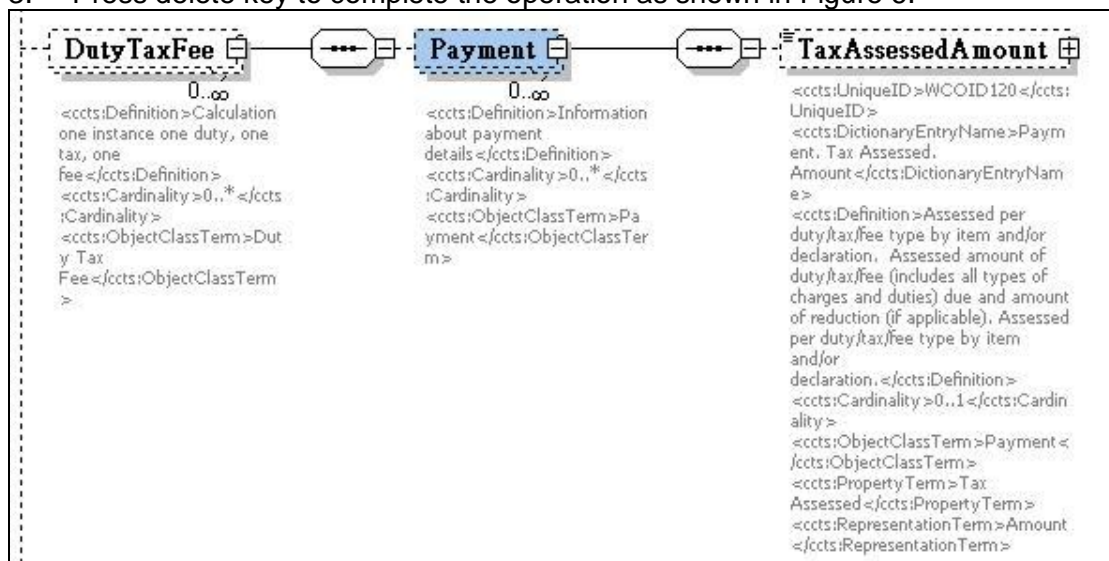 Press delete key to complete the operation as shown in Figure
DutyTaxFee
Payment
TaxAssessedAmount
0..∞
<ccts:Definition>Calculation
one instance one duty, one
tax, one
fee</ccts:Definition>
<ccts:Cardinality>0..*</ccts
:Cardinality>
<ccts:ObjectClassTerm>Dut
y Tax
Fee</ccts:ObjectClassTerm
>
0..∞
<ccts:Definition>Information
about payment
details</ccts:Definition>
<ccts:Cardinality>0..*</ccts
:Cardinality>
<ccts:ObjectClassTerm>Pa
yment</ccts:ObjectClassTer
m>
<ccts:UniqueID>WCOID120</ccts:
UniqueID>
<ccts:DictionaryEntryName>Paym
ent. Tax Assessed.
Amount</ccts:DictionaryEntryNam
e>
<ccts:Definition>Assessed per
duty/tax/fee type by item and/or
declaration.  Assessed amount of
duty/tax/fee (includes all types of
charges and duties) due and amount
of reduction (if applicable). Assessed
per duty/tax/fee type by item
and/or
declaration.</ccts:Definition>
<ccts:Cardinality>0..1</ccts:Cardin
ality>
<ccts:ObjectClassTerm>Payment<
/ccts:ObjectClassTerm>
<ccts:PropertyTerm>Tax
Assessed</ccts:PropertyTerm>
<ccts:RepresentationTerm>Amount
</ccts:RepresentationTerm>